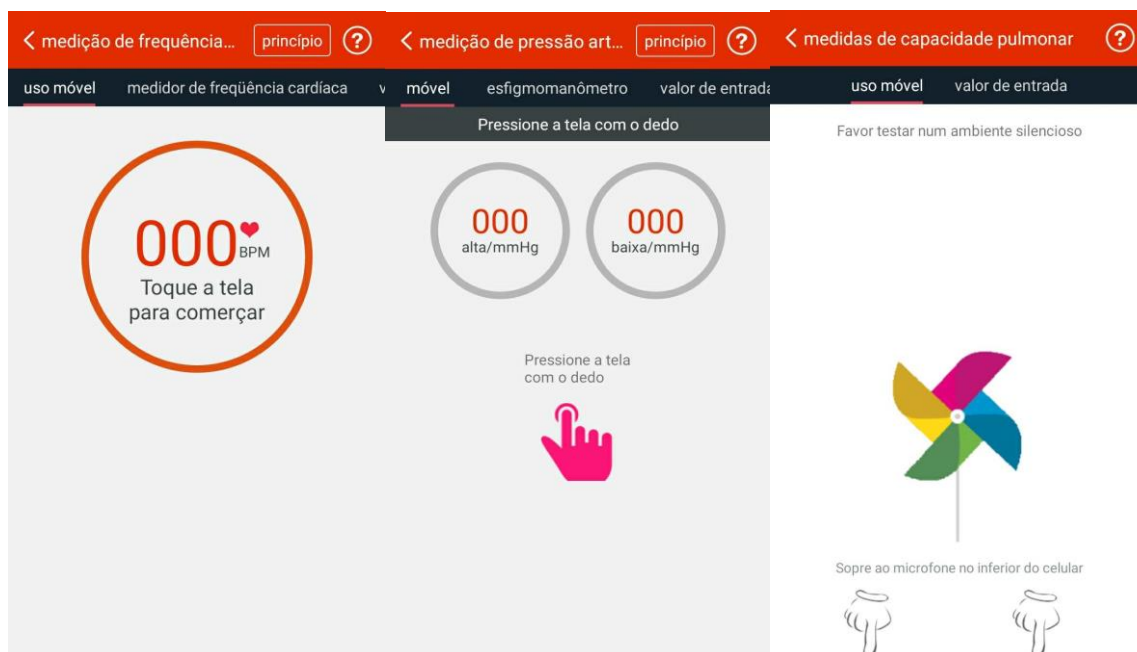 medição de frequência...
princípio
?
uso móvel
medidor de freqüência cardíaca
v
000
BPM
Toque a tela
para comerçar
medição de pressão art...
princípio
?
móvel
esfigmomanômetro
valor de entrada
Pressione a tela com o dedo
000
alta/mmHg
000
baixa/mmHg
Pressione a tela
com o dedo
medidas de capacidade pulmonar
?
uso móvel
valor de entrada
Favor testar num ambiente silencioso
Sopre ao microfone no inferior do celular